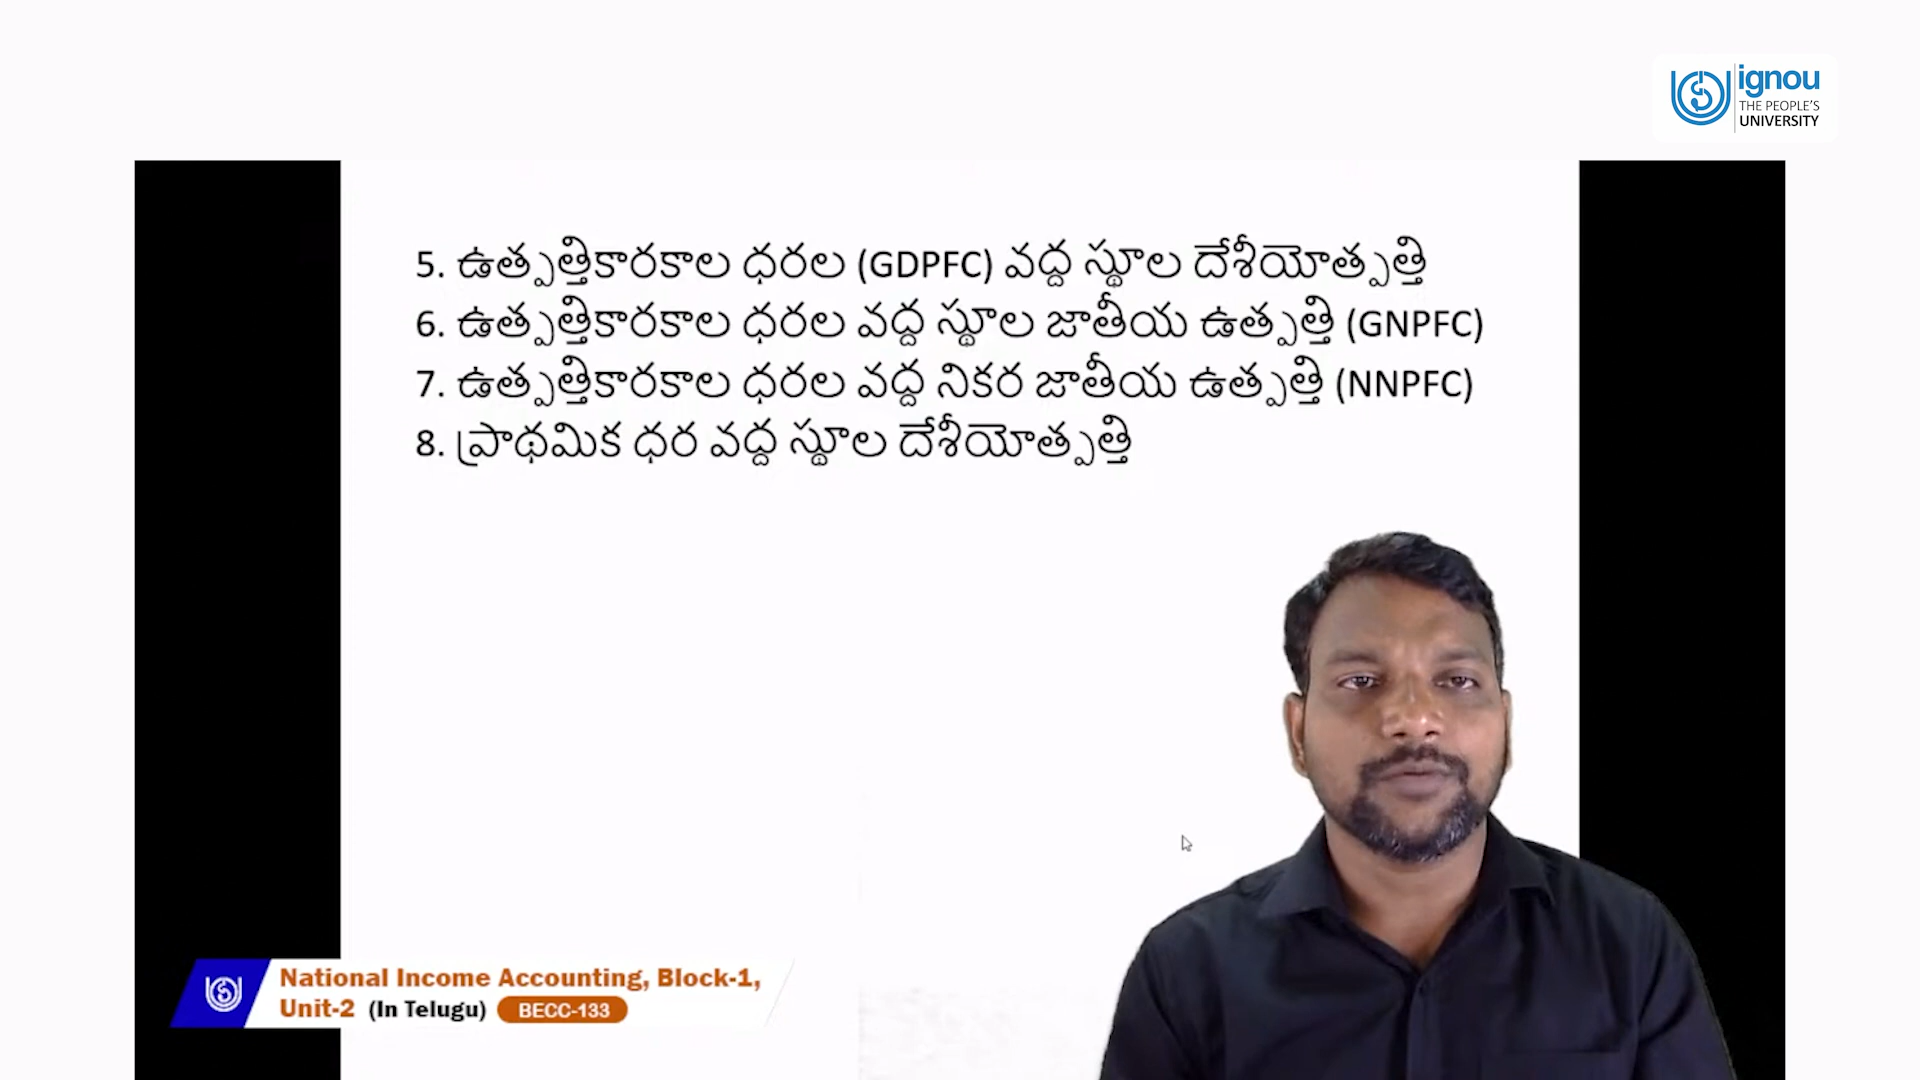 ignou
THE PEOPLE'S
UNIVERSITY
5. ఉత్పత్తికారకాల ధరల (GDPFC) వద్ద స్థూల దేశీయోత్పత్తి
6. ఉత్పత్తికారకాల ధరల వద్ద స్థూల జాతీయ ఉత్పత్తి (GNPFC)
7. ఉత్పత్తికారకాల ధరల వద్ద నికర జాతీయ ఉత్పత్తి (NNPFC)
8. ప్రాథమిక ధర వద్ద స్థూల దేశీయోత్పత్తి
National Income Accounting, Block-1,
Unit-2 (In Telugu) BECC-133